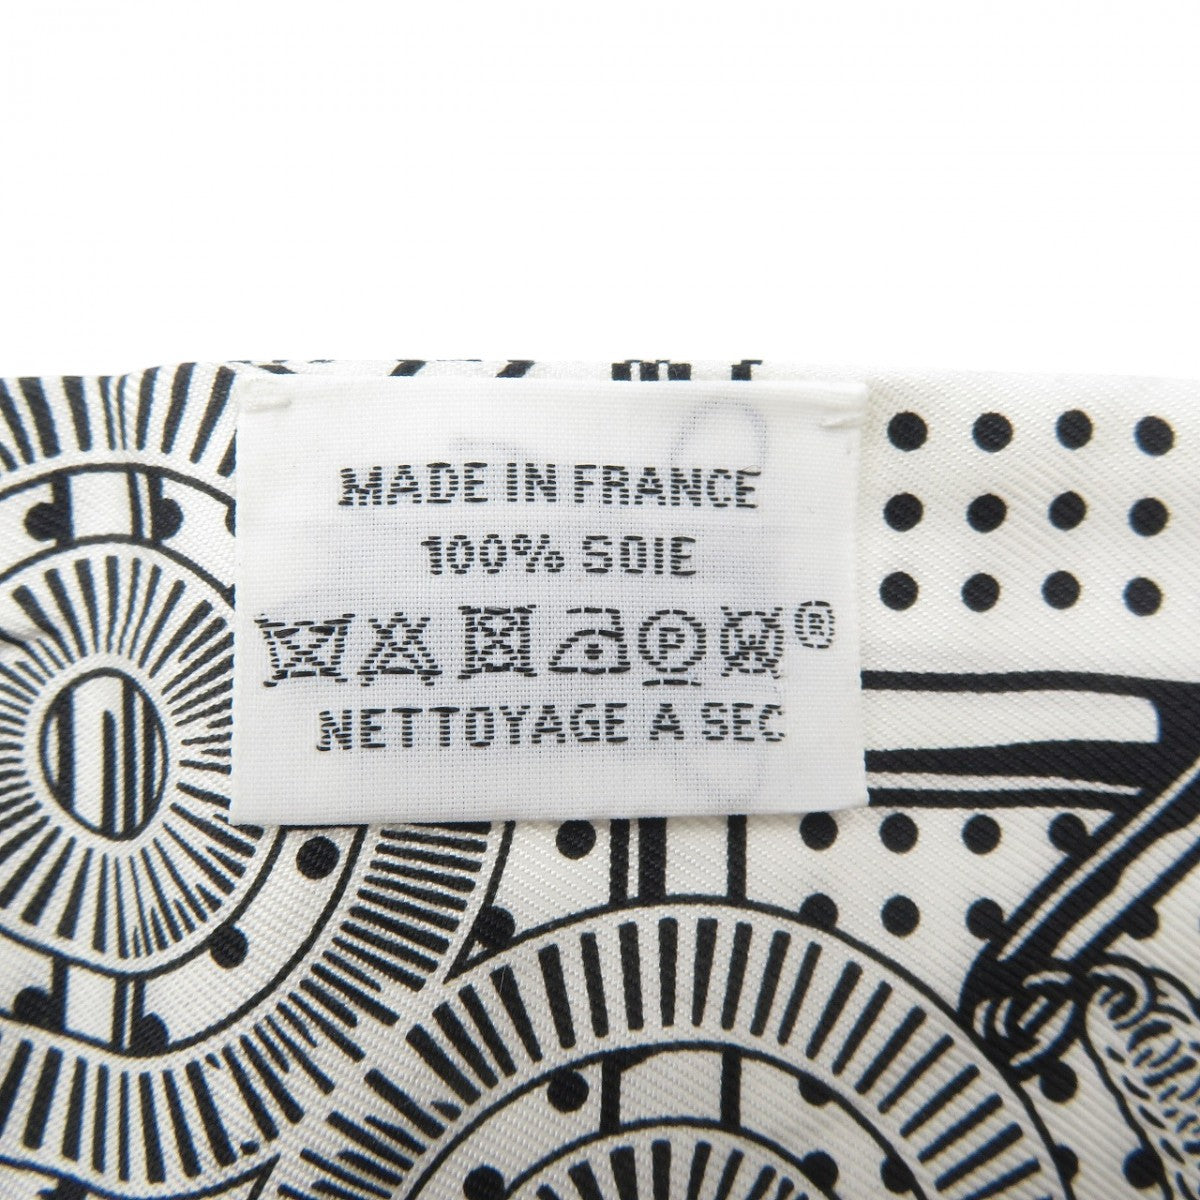 MADE IN FRANCE
100% SOIE
P ®
NETTOYAGE A SEC